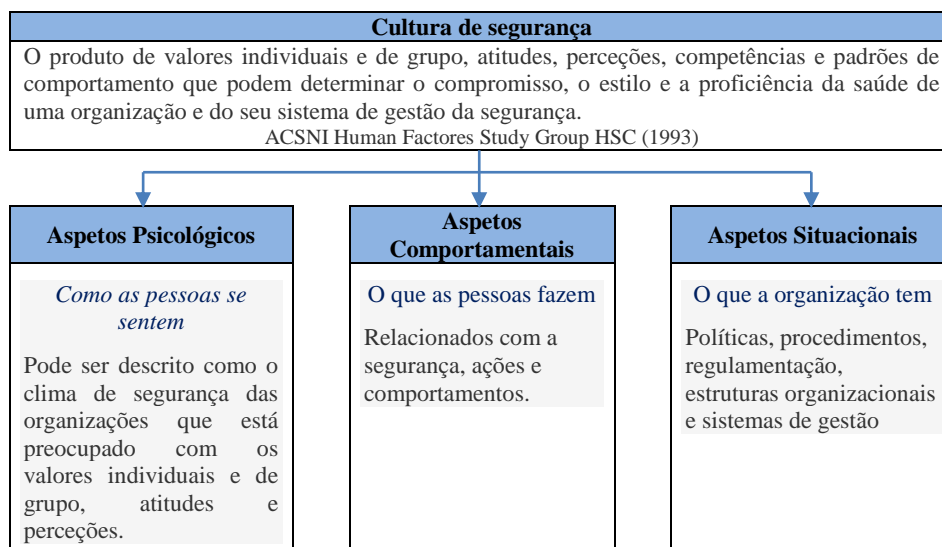 Cultura de segurança
O produto de valores individuais e de grupo, atitudes, perceções, competências e padrões de
comportamento que podem determinar o compromisso, o estilo e a proficiência da saúde de
uma organização e do seu sistema de gestão da segurança.
ACSNI Human Factores Study Group HSC (1993)
Aspetos Psicológicos
Como as pessoas se
sentem
Pode ser descrito como o
clima de segurança das
organizações que está
preocupado com os
valores individuais e de
grupo, atitudes e
perceções.
Aspetos
Comportamentais
O que as pessoas fazem
Relacionados com a
segurança, ações e
comportamentos.
Aspetos Situacionais
O que a organização tem
Políticas, procedimentos,
regulamentação,
estruturas organizacionais
e sistemas de gestão